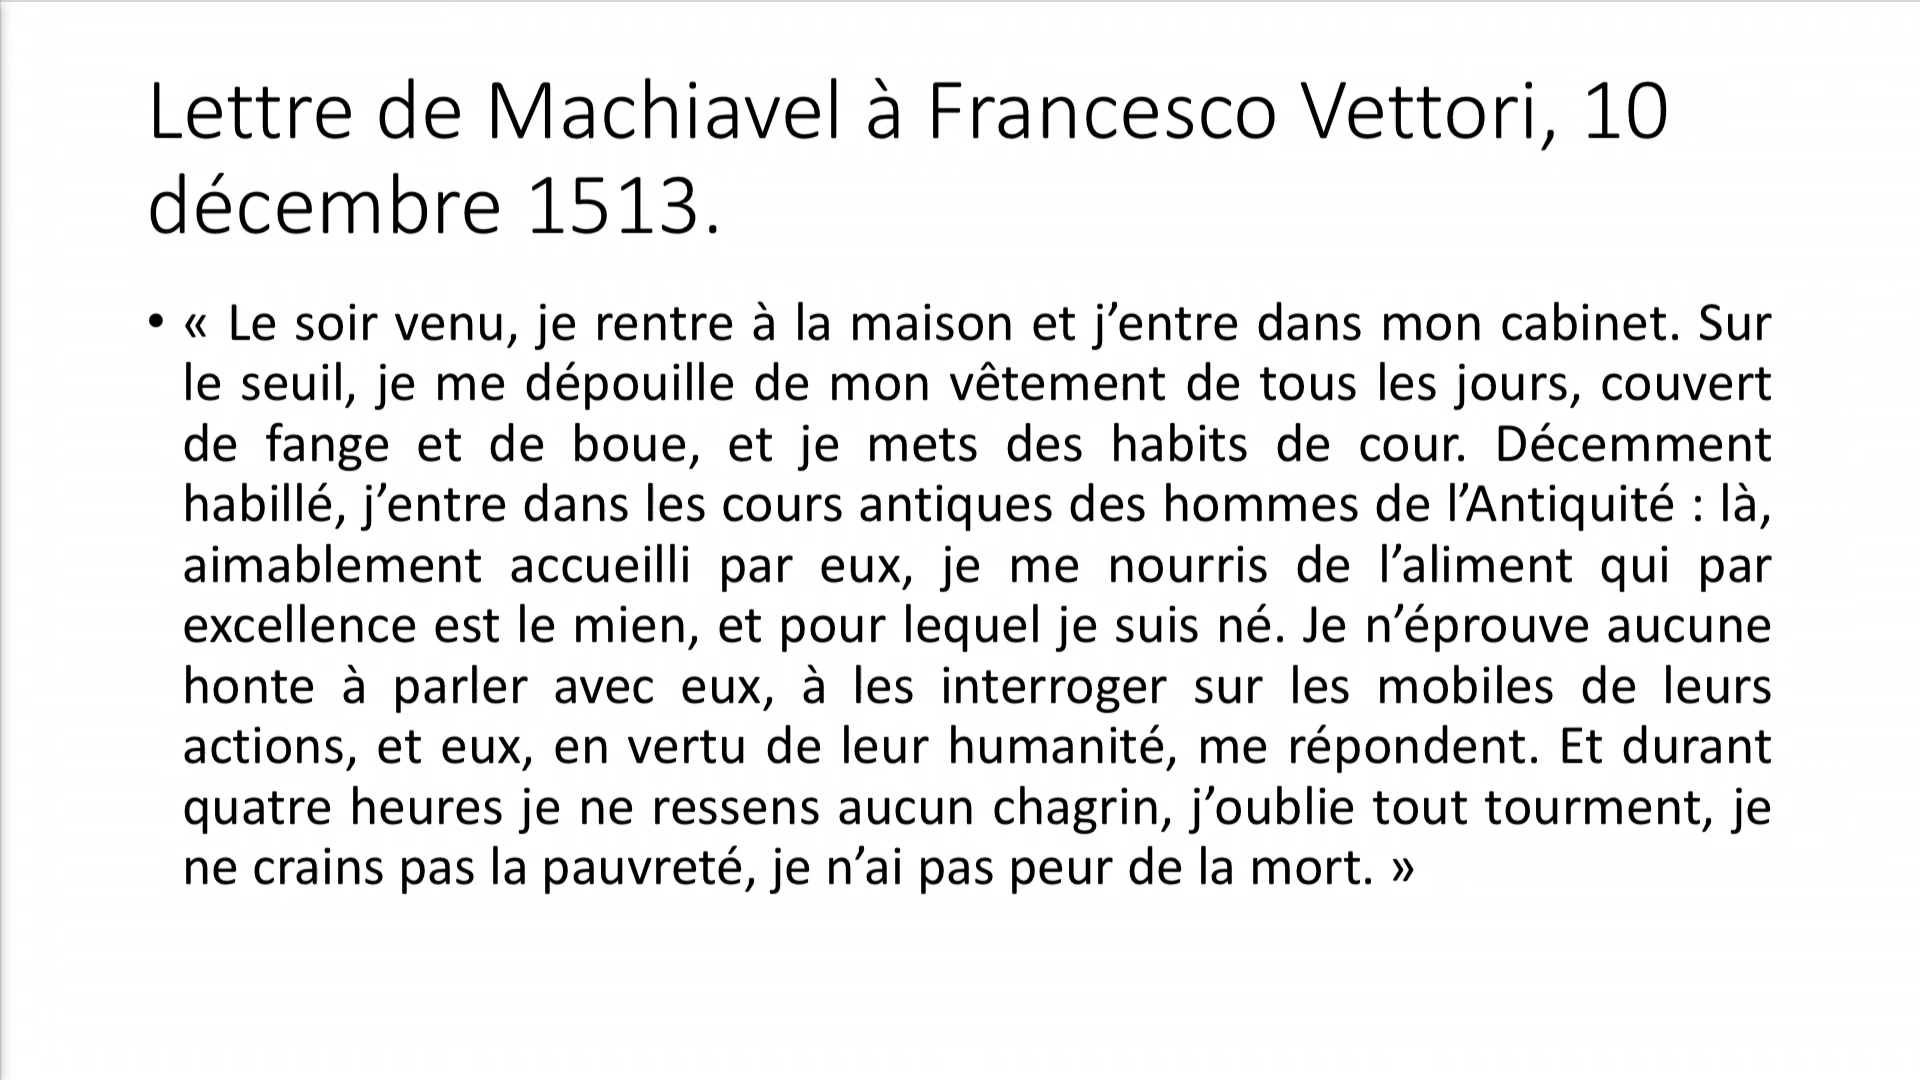 Lettre de Machiavel à Francesco Vettori, 10
décembre 1513.
• « Le soir venu, je rentre à la maison et j’entre dans mon cabinet. Sur
le seuil, je me dépouille de mon vêtement de tous les jours, couvert
de fange et de boue, et je mets des habits de cour. Décemment
habillé, j’entre dans les cours antiques des hommes de l’Antiquité : là,
aimablement accueilli par eux, je me nourris de l’aliment qui par
excellence est le mien, et pour lequel je suis né. Je n’éprouve aucune
honte à parler avec eux, à les interroger sur les mobiles de leurs
actions, et eux, en vertu de leur humanité, me répondent. Et durant
quatre heures je ne ressens aucun chagrin, j’oublie tout tourment, je
ne crains pas la pauvreté, je n’ai pas peur de la mort. »